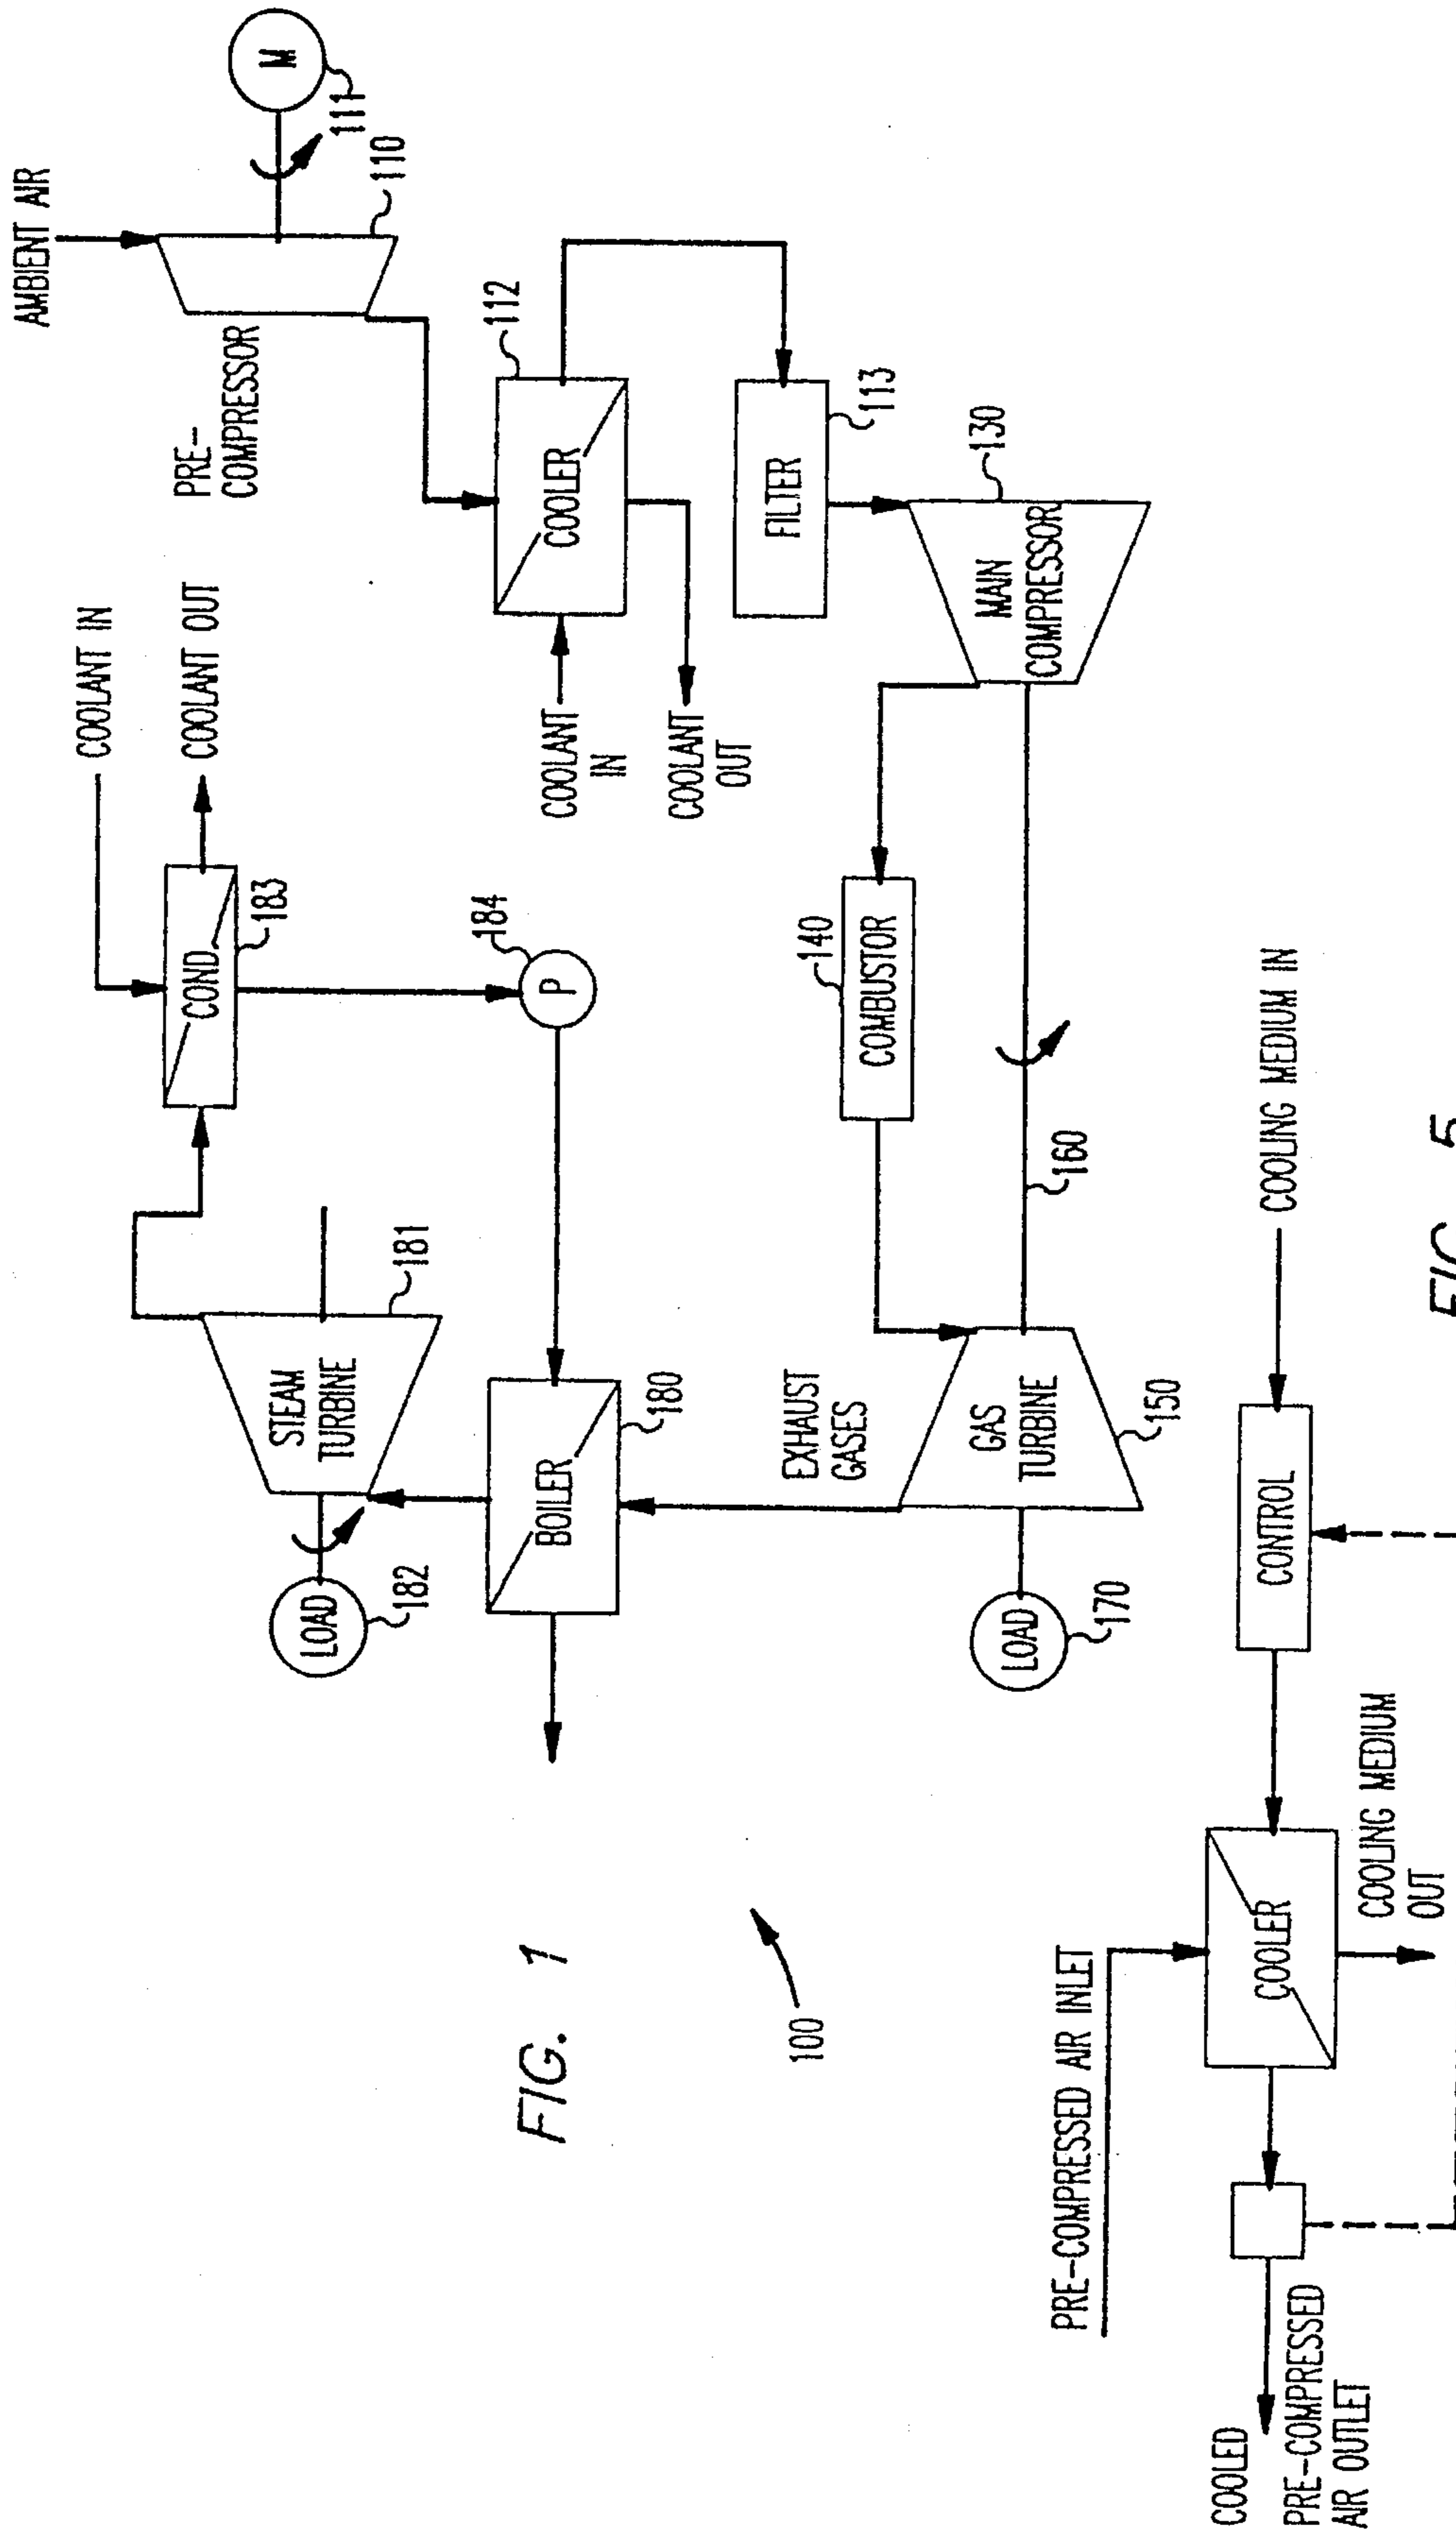 AMBIENT AIR
M
111
110
PRE-
COMPRESSOR
COOLANT IN
COOLANT OUT
COND.
183
184
P
112
COOLER
COOLANT
IN
COOLANT
OUT
FILTER
113
130
MAIN
COMPRESSOR
140
COMBUSTOR
160
STEAM
TURBINE
181
LOAD
182
BOILER
180
EXHAUST
GASES
GAS
TURBINE
150
LOAD
170
FIG. 1
100
COOLING MEDIUM IN
CONTROL
COOLER
COOLING MEDIUM
OUT
PRE-COMPRESSED AIR INLET
COOLED
PRE-COMPRESSED
AIR OUTLET
FIG. 5